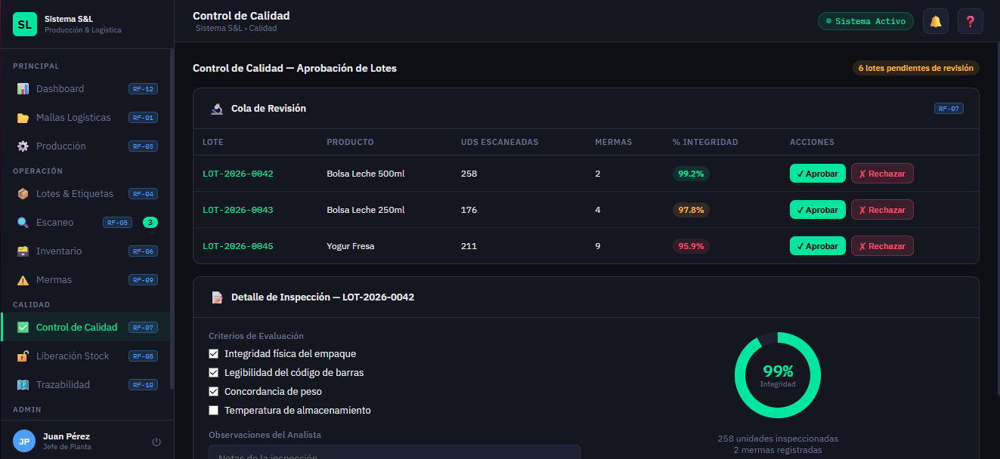 SL
Sistema S&L
Producción & Logística
PRINCIPAL
Dashboard RF-12
Mallas Logísticas RF-01
Producción RF-03
OPERACIÓN
Lotes & Etiquetas RF-04
Escaneo RF-05 3
Inventario RF-06
Mermas RF-09
CALIDAD
Control de Calidad RF-07
Liberación Stock RF-08
Trazabilidad RF-10
ADMIN
JP
Juan Pérez
Jefe de Planta
Control de Calidad
Sistema S&L › Calidad
Sistema Activo
Control de Calidad — Aprobación de Lotes
6 lotes pendientes de revisión
Cola de Revisión RF-07
LOTE PRODUCTO UDS ESCANEADAS MERMAS % INTEGRIDAD ACCIONES
LOT-2026-0042 Bolsa Leche 500ml 258 2 99.2% ✓ Aprobar ✗ Rechazar
LOT-2026-0043 Bolsa Leche 250ml 176 4 97.8% ✓ Aprobar ✗ Rechazar
LOT-2026-0045 Yogur Fresa 211 9 95.9% ✓ Aprobar ✗ Rechazar
Detalle de Inspección — LOT-2026-0042
Criterios de Evaluación
Integridad física del empaque
Legibilidad del código de barras
Concordancia de peso
Temperatura de almacenamiento
Observaciones del Analista
Notas de la inspección
99%
Integridad
258 unidades inspeccionadas
2 mermas registradas